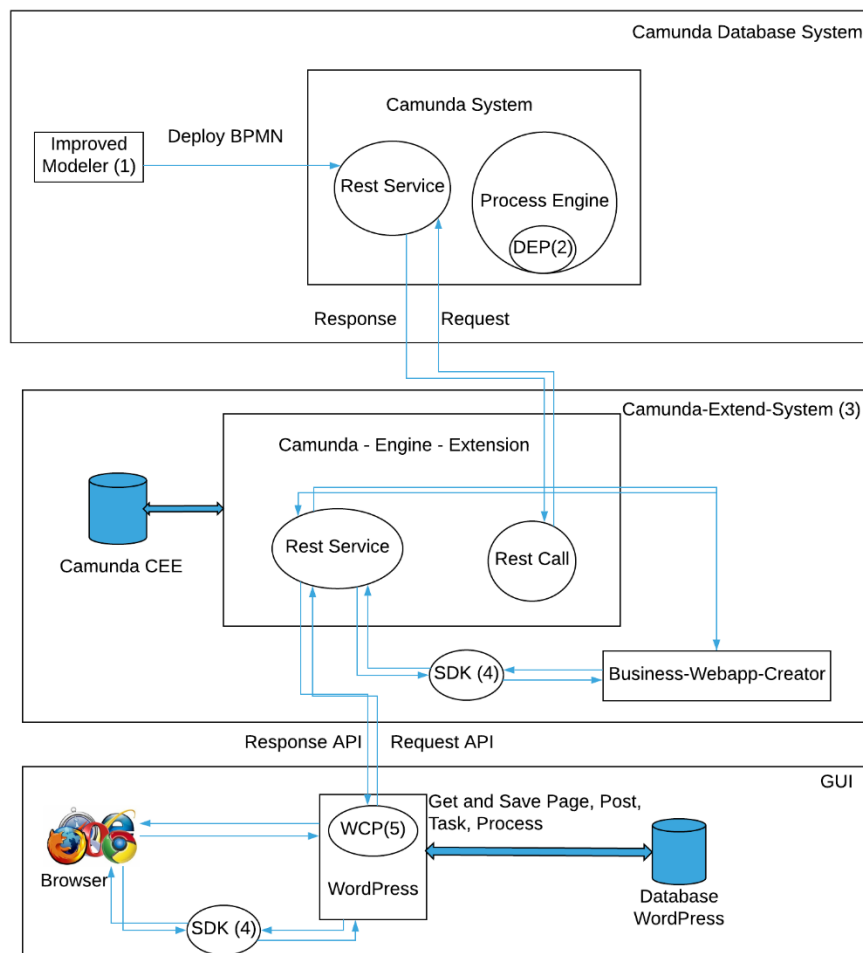 Camunda Database System
Camunda System
Improved
Modeler (1)
Deploy BPMN
Rest Service
Process Engine
DEP(2)
Response
Request
Camunda-Extend-System (3)
Camunda - Engine - Extension
Rest Service
Rest Call
Camunda CEE
SDK (4)
Business-Webapp-Creator
Response API
Request API
GUI
Get and Save Page, Post,
Task, Process
WCP(5)
WordPress
Browser
SDK (4)
Database
WordPress